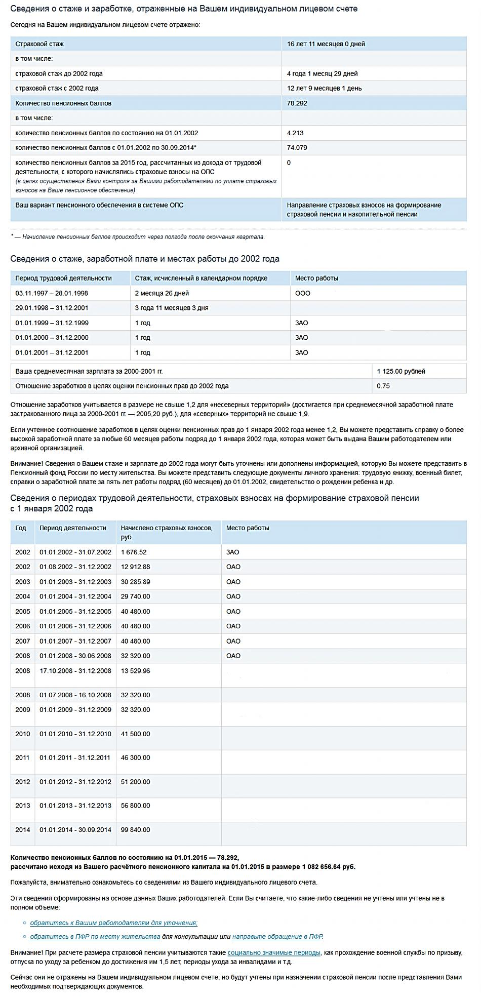 Сведения о стаже и заработке, отраженные на Вашем индивидуальном лицевом счете
Сегодня на Вашем индивидуальном лицевом счете отражено:
Страховой стаж 16 лет 11 месяцев 0 дней
в том числе:
страховой стаж до 2002 года 4 года 1 месяц 29 дней
страховой стаж с 2002 года 12 лет 9 месяцев 1 день
Количество пенсионных баллов 78.292
в том числе:
количество пенсионных баллов по состоянию на 01.01.2002 4.213
количество пенсионных баллов с 01.01.2002 по 30.09.2014* 74.079
количество пенсионных баллов за 2015 год, рассчитанных из дохода от трудовой 0
деятельности, с которого начислялись страховые взносы на ОПС
(в целях осуществления Вами контроля за Вашими работодателями по уплате страховых
взносов на Ваше пенсионное обеспечение)
Ваш вариант пенсионного обеспечения в системе ОПС Направление страховых взносов на формирование
страховой пенсии и накопительной пенсии
* — Начисление пенсионных баллов происходит через полгода после окончания квартала.
Сведения о стаже, заработной плате и местах работы до 2002 года
Период трудовой деятельности Стаж, исчисленный в календарном порядке Место работы
03.11.1997 – 28.01.1998 2 месяца 26 дней ООО
29.01.1998 – 31.12.2001 3 года 11 месяцев 3 дня
01.01.1999 – 31.12.1999 1 год ЗАО
01.01.2000 – 31.12.2000 1 год ЗАО
01.01.2001 – 31.12.2001 1 год ЗАО
Ваша среднемесячная зарплата за 2000-2001 гг. 1 125.00 рублей
Отношение заработков в целях оценки пенсионных прав до 2002 года 0.75
Отношение заработков учитывается в размере не свыше 1,2 для «несеверных территорий» (достигается при среднемесячной заработной плате
застрахованного лица за 2000-2001 гг. — 2005,20 руб.), для «северных» территорий не свыше 1,9.
Если учтенное соотношение заработков в целях оценки пенсионных прав до 1 января 2002 года менее 1,2, Вы можете представить справку о более
высокой заработной плате за любые 60 месяцев работы подряд до 1 января 2002 года, которая может быть выдана Вашим работодателем или
архивной организацией.
Внимание! Сведения о Вашем стаже и зарплате до 2002 года могут быть уточнены или дополнены информацией, которую Вы можете представить в
Пенсионный фонд России по месту жительства. Вы можете представить следующие документы личного хранения: трудовую книжку, военный билет,
справки о заработной плате за пять лет работы подряд (60 месяцев) до 01.01.2002, свидетельство о рождении ребенка и др.
Сведения о периодах трудовой деятельности, страховых взносах на формирование страховой пенсии
с 1 января 2002 года
Год Период деятельности Начислено страховых взносов, Место работы
руб.
2002 01.01.2002 - 31.07.2002 1 676.52 ЗАО
2002 01.08.2002 - 31.12.2002 12 912.88 ОАО
2003 01.01.2003 - 31.12.2003 30 285.89 ОАО
2004 01.01.2004 - 31.12.2004 29 740.00 ОАО
2005 01.01.2005 - 31.12.2005 40 480.00 ОАО
2006 01.01.2006 - 31.12.2006 40 480.00 ОАО
2007 01.01.2007 - 31.12.2007 40 480.00 ОАО
2008 01.01.2008 - 30.06.2008 32 320.00 ОАО
2008 17.10.2008 - 31.12.2008 13 529.96
2008 01.07.2008 - 16.10.2008 32 320.00
2009 01.01.2009 - 31.12.2009 32 320.00
2010 01.01.2010 - 31.12.2010 41 500.00
2011 01.01.2011 - 31.12.2011 46 300.00
2012 01.01.2012 - 31.12.2012 51 200.00
2013 01.01.2013 - 31.12.2013 56 800.00
2014 01.01.2014 - 30.09.2014 99 840.00
Количество пенсионных баллов по состоянию на 01.01.2015 — 78.292,
рассчитано исходя из Вашего расчётного пенсионного капитала на 01.01.2015 в размере 1 082 656.64 руб.
Пожалуйста, внимательно ознакомьтесь со сведениями из Вашего индивидуального лицевого счета.
Эти сведения сформированы на основе данных Ваших работодателей. Если Вы считаете, что какие-либо сведения не учтены или учтены не в
полном объеме:
обратитесь к Вашим работодателям для уточнения;
обратитесь в ПФР по месту жительства для консультации или направьте обращение в ПФР.
Внимание! При расчете размера страховой пенсии учитываются такие социально значимые периоды, как прохождение военной службы по призыву,
отпуска по уходу за ребенком до достижения им 1,5 лет, периоды ухода за инвалидами и т.д.
Сейчас они не отражены на Вашем индивидуальном лицевом счете, но будут учтены при назначении страховой пенсии после представления Вами
необходимых подтверждающих документов.